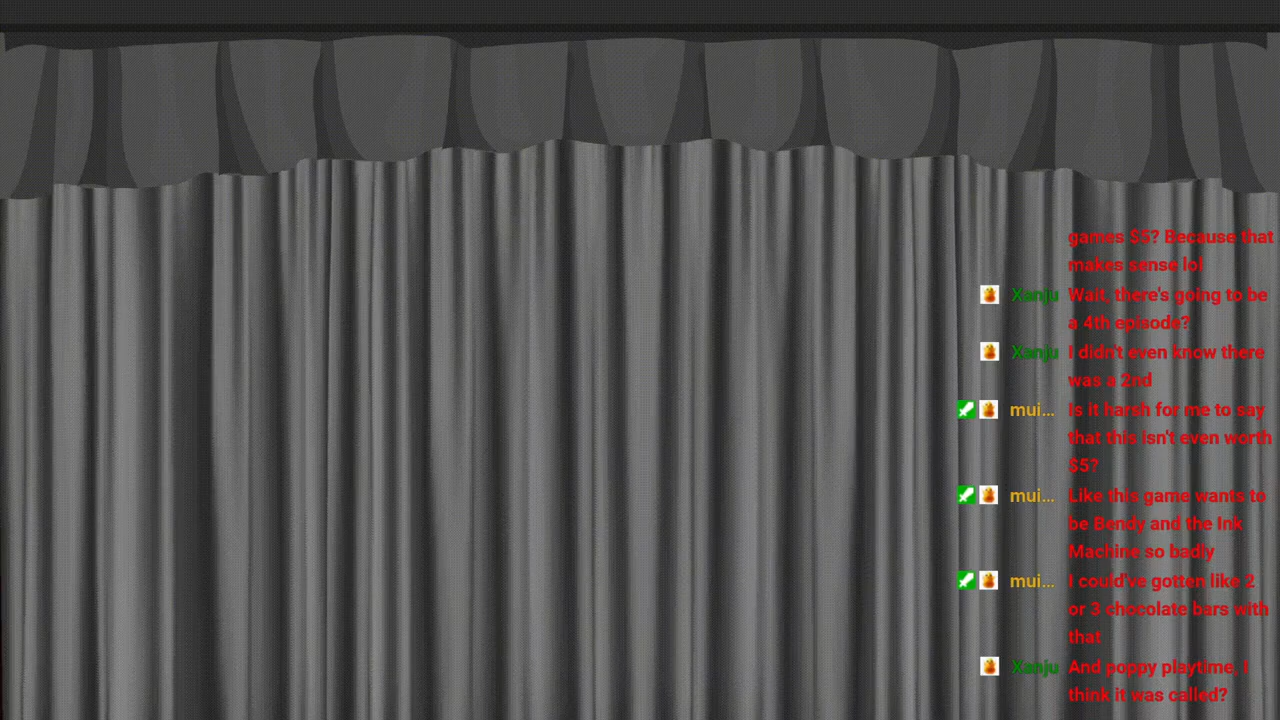 games $5? Because that
makes sense lol
Xanju Wait, there's going to be
a 4th episode?
Xanju I didn't even know there
was a 2nd
mui... Is it harsh for me to say
that this isn't even worth
$5?
mui... Like this game wants to
be Bendy and the Ink
Machine so badly
mui... I could've gotten like 2
or 3 chocolate bars with
that
Xanju And poppy playtime, I
think it was called?